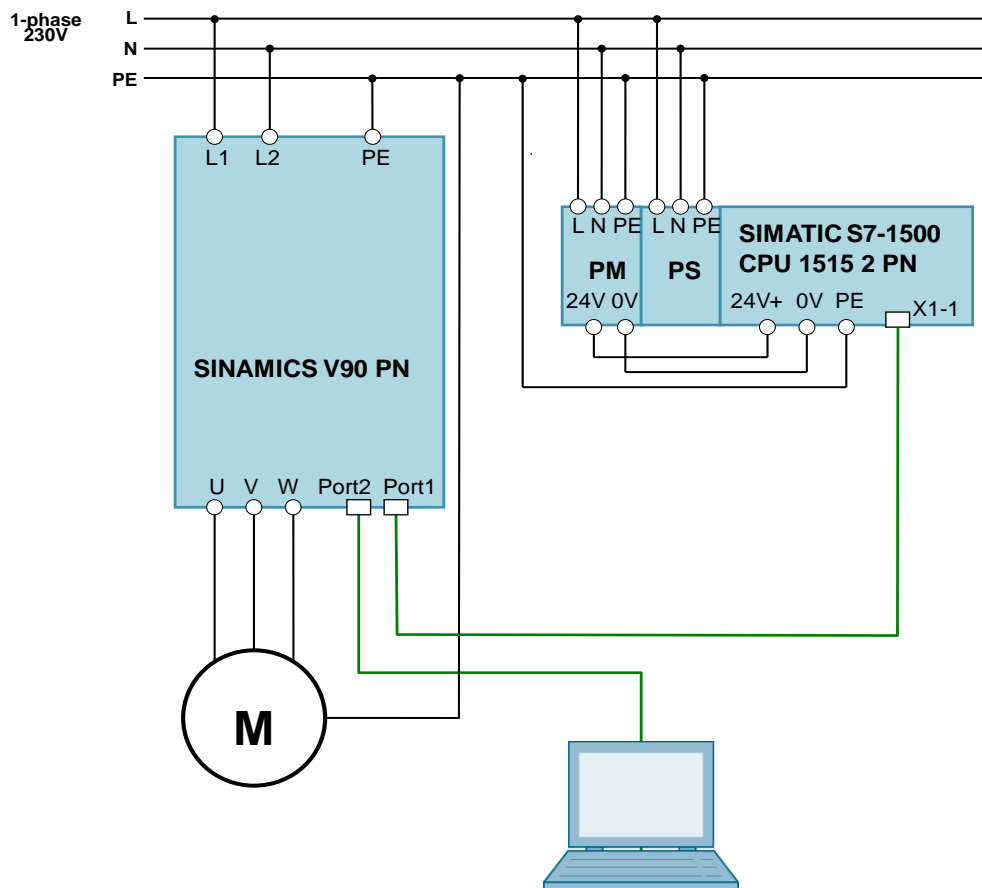 1-phase
230V
L
N
PE
L1 L2 PE
L N PE L N PE
SIMATIC S7-1500
CPU 1515 2 PN
PM PS
24V 0V 24V+ 0V PE
X1-1
SINAMICS V90 PN
U V W Port2 Port1
M